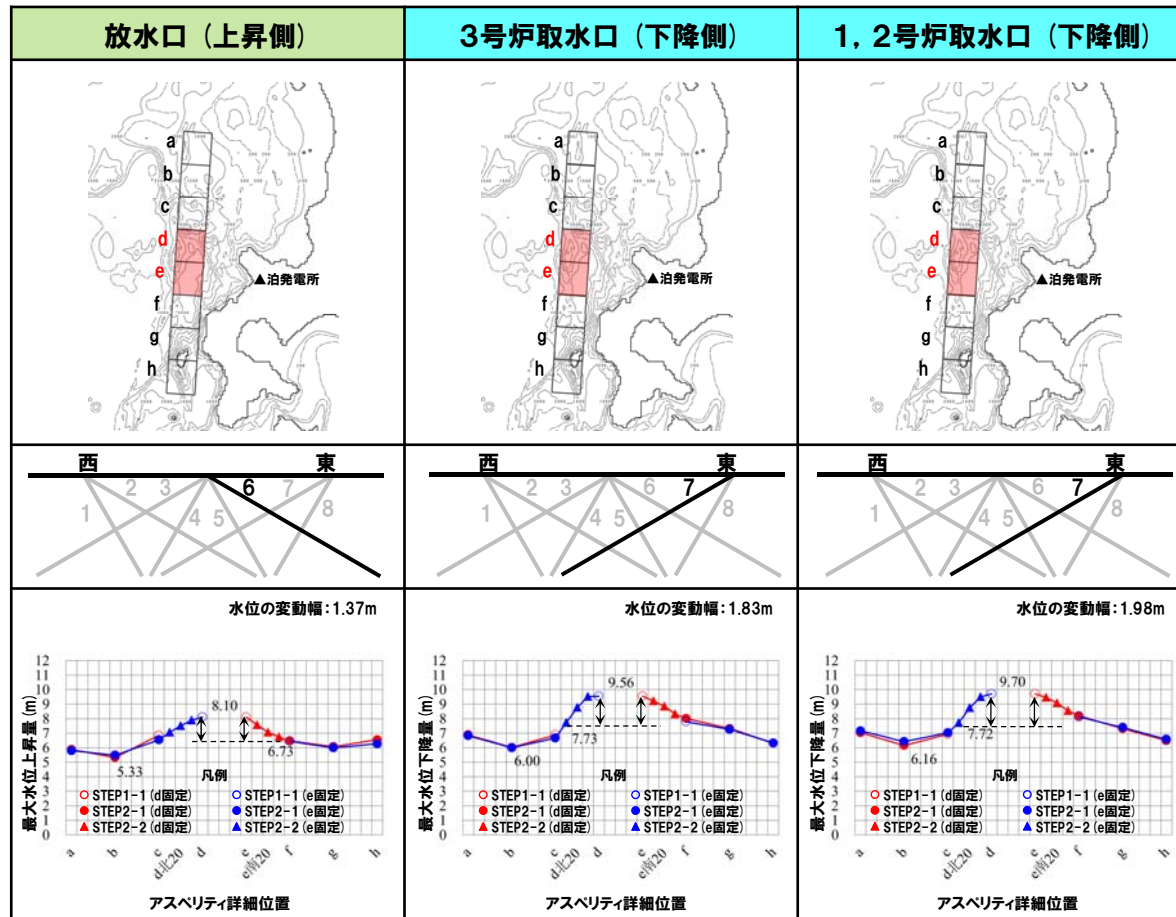 放水口（上昇側）
3号炉取水口（下降側）
1，2号炉取水口（下降側）
a
b
c
d
e
f
g
h
▲泊発電所
a
b
c
d
e
f
g
h
▲泊発電所
a
b
c
d
e
f
g
h
▲泊発電所
西 東
1 2 3 4 5 6 7 8
西 東
1 2 3 4 5 6 7 8
西 東
1 2 3 4 5 6 7 8
水位の変動幅：1.37m
最大水位上昇量（m）
12
11
10
9
8
7
6
5
4
3
2
1
0
8.10
6.73
5.33
凡例
STEP1-1（d固定） STEP1-1（e固定）
STEP2-1（d固定） STEP2-1（e固定）
STEP2-2（d固定） STEP2-2（e固定）
a b c d-北20 d e e南20 f g h
アスペリティ詳細位置
水位の変動幅：1.83m
最大水位下降量（m）
12
11
10
9
8
7
6
5
4
3
2
1
0
9.56
7.73
6.00
凡例
STEP1-1（d固定） STEP1-1（e固定）
STEP2-1（d固定） STEP2-1（e固定）
STEP2-2（d固定） STEP2-2（e固定）
a b c d-北20 d e e南20 f g h
アスペリティ詳細位置
水位の変動幅：1.98m
最大水位下降量（m）
12
11
10
9
8
7
6
5
4
3
2
1
0
9.70
7.72
6.16
凡例
STEP1-1（d固定） STEP1-1（e固定）
STEP2-1（d固定） STEP2-1（e固定）
STEP2-2（d固定） STEP2-2（e固定）
a b c d-北20 d e e南20 f g h
アスペリティ詳細位置